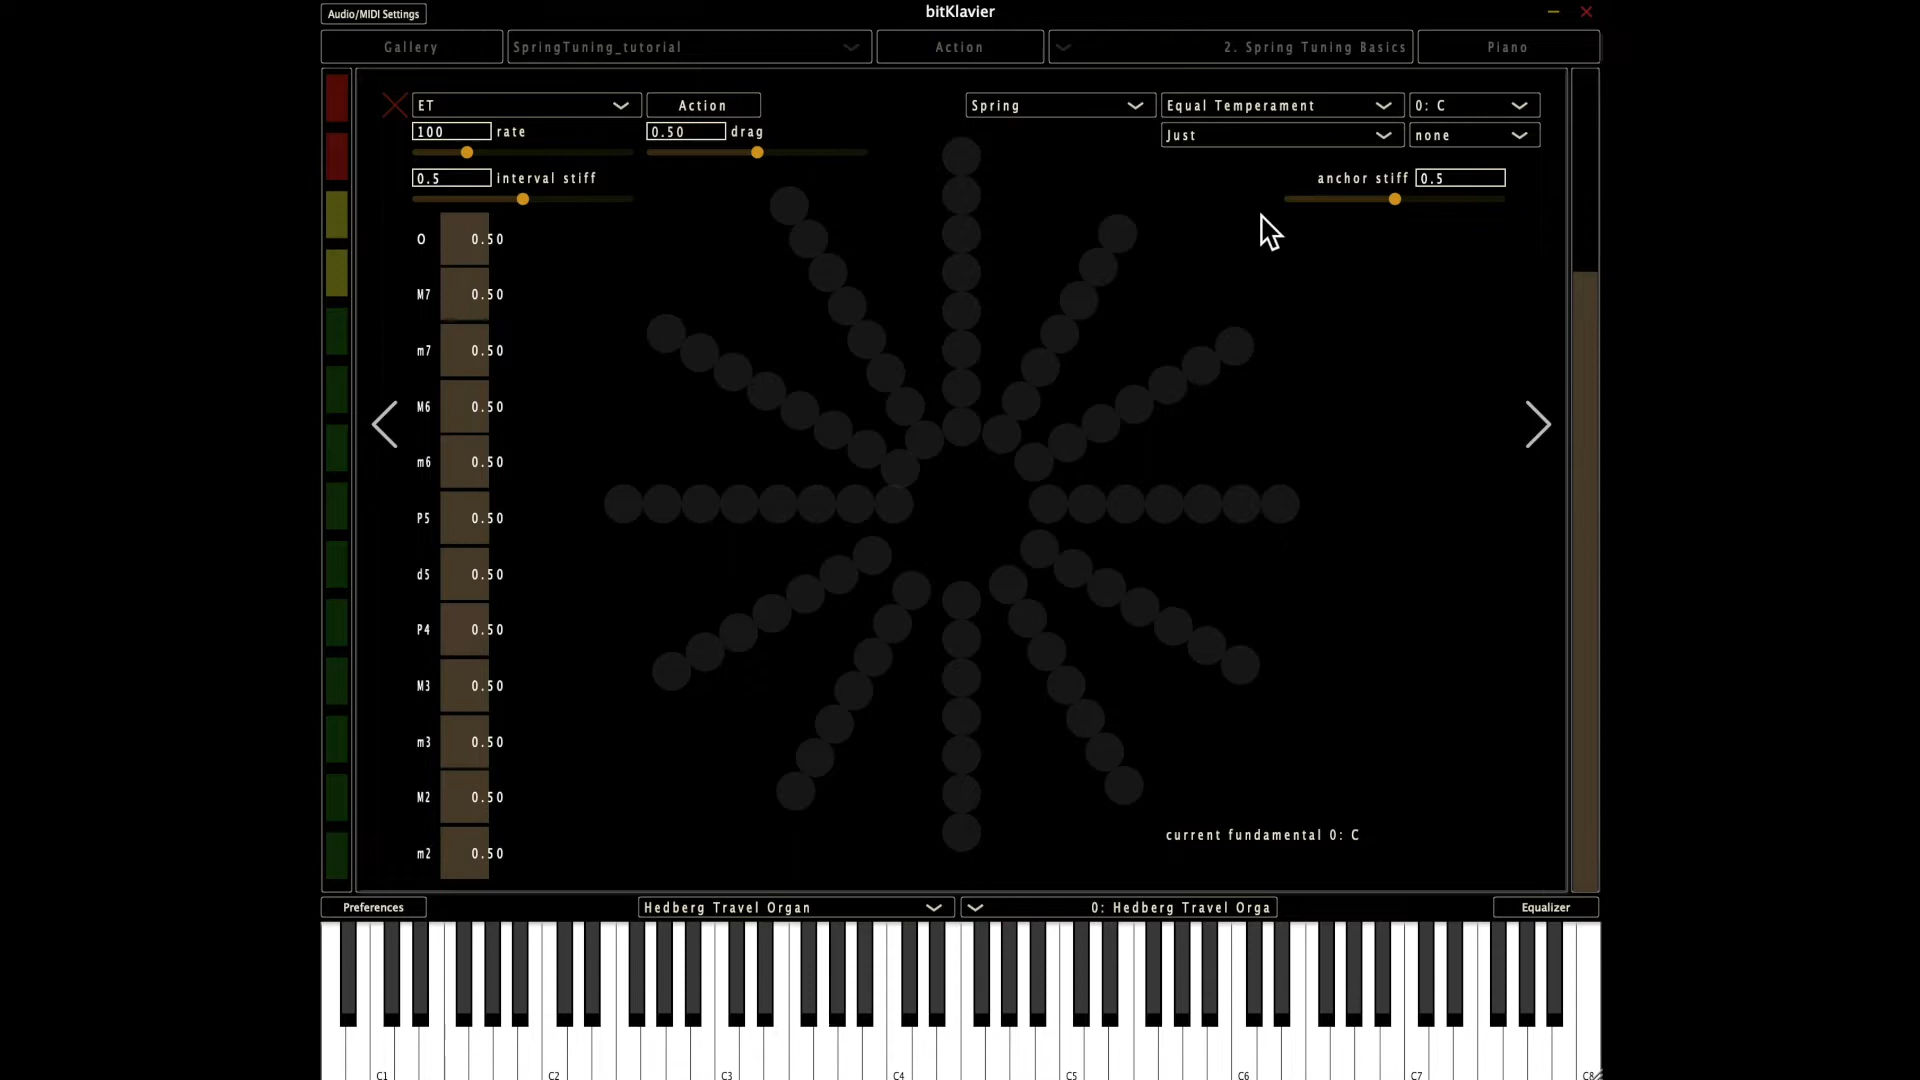 bitKlavier
Audio/MIDI Settings
Gallery
SpringTuning_tutorial
Action
2. Spring Tuning Basics
Piano
ET
Action
Spring
Equal Temperament
0: C
100 rate
0.50 drag
Just
none
0.5 interval stiff
anchor stiff 0.5
O 0.50
M7 0.50
m7 0.50
M6 0.50
m6 0.50
P5 0.50
d5 0.50
P4 0.50
M3 0.50
m3 0.50
M2 0.50
current fundamental 0: C
m2 0.50
Preferences
Hedberg Travel Organ
0: Hedberg Travel Orga
Equalizer
C1 C2 C3 C4 C5 C6 C7 C8